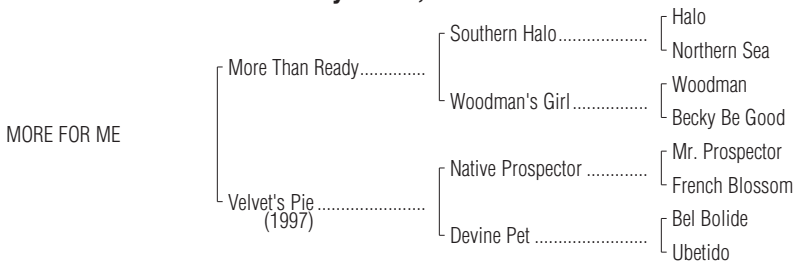 Halo
Southern Halo...................
Northern Sea
More Than Ready..............
Woodman
Woodman's Girl................
Becky Be Good
MORE FOR ME
Mr. Prospector
Native Prospector .............
French Blossom
Velvet's Pie .......................
(1997)
Bel Bolide
Devine Pet ........................
Ubetido